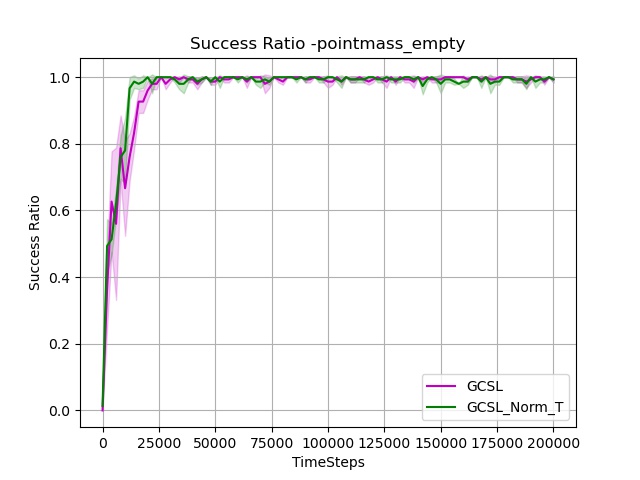 Success Ratio -pointmass_empty
1.0
0.8
0.6
0.4
0.2
0.0
Success Ratio
GCSL
GCSL_Norm_T
0 25000 50000 75000 100000 125000 150000 175000 200000
TimeSteps